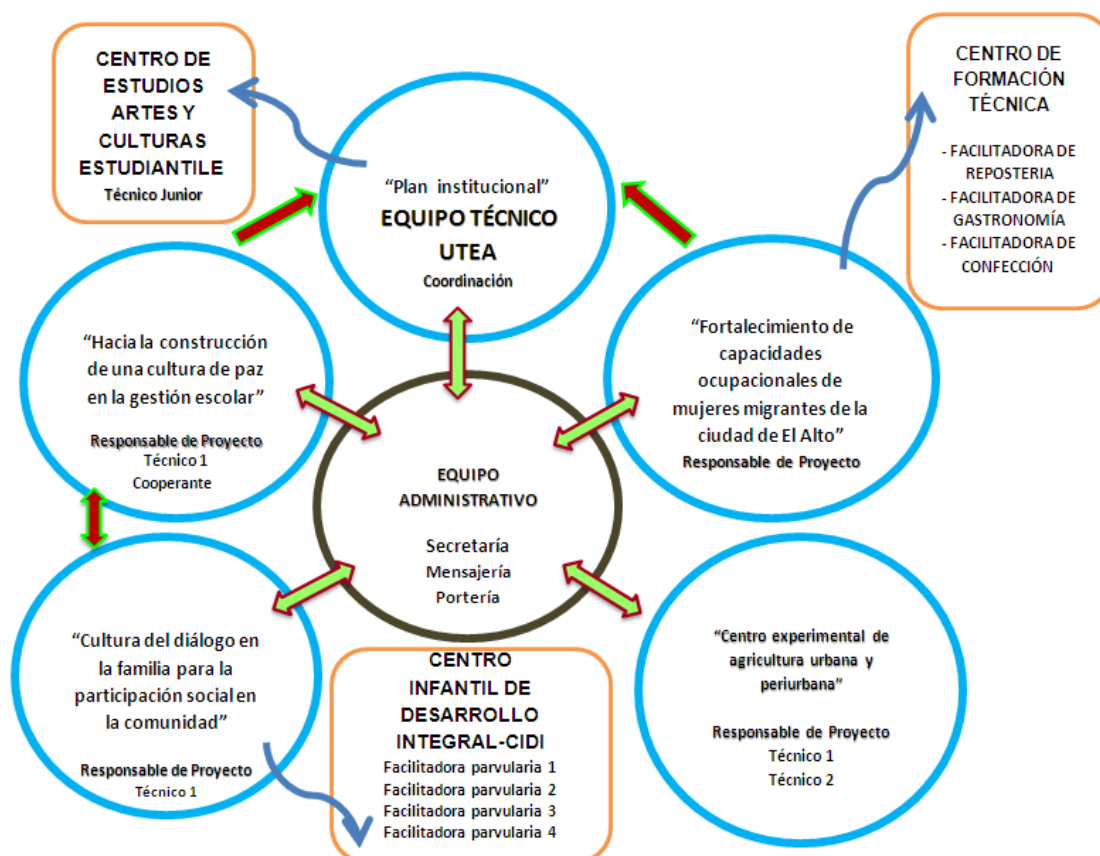 CENTRO DE
ESTUDIOS
ARTES Y
CULTURAS
ESTUDIANTILE
Técnico Junior
CENTRO DE
FORMACIÓN
TÉCNICA
- FACILITADORA DE
REPOSTERIA
- FACILITADORA DE
GASTRONOMÍA
- FACILITADORA DE
CONFECCIÓN
“Plan institucional”
EQUIPO TÉCNICO
UTEA
Coordinación
“Hacia la construcción
de una cultura de paz
en la gestión escolar”
Responsable de Proyecto
Técnico 1
Cooperante
“Fortalecimiento de
capacidades
ocupacionales de
mujeres migrantes de la
ciudad de El Alto”
Responsable de Proyecto
EQUIPO
ADMINISTRATIVO
Secretaría
Mensajería
Portería
“Cultura del diálogo en
la familia para la
participación social en
la comunidad”
Responsable de Proyecto
Técnico 1
CENTRO
INFANTIL DE
DESARROLLO
INTEGRAL-CIDI
Facilitadora parvularia 1
Facilitadora parvularia 2
Facilitadora parvularia 3
Facilitadora parvularia 4
“Centro experimental de
agricultura urbana y
periurbana”
Responsable de Proyecto
Técnico 1
Técnico 2